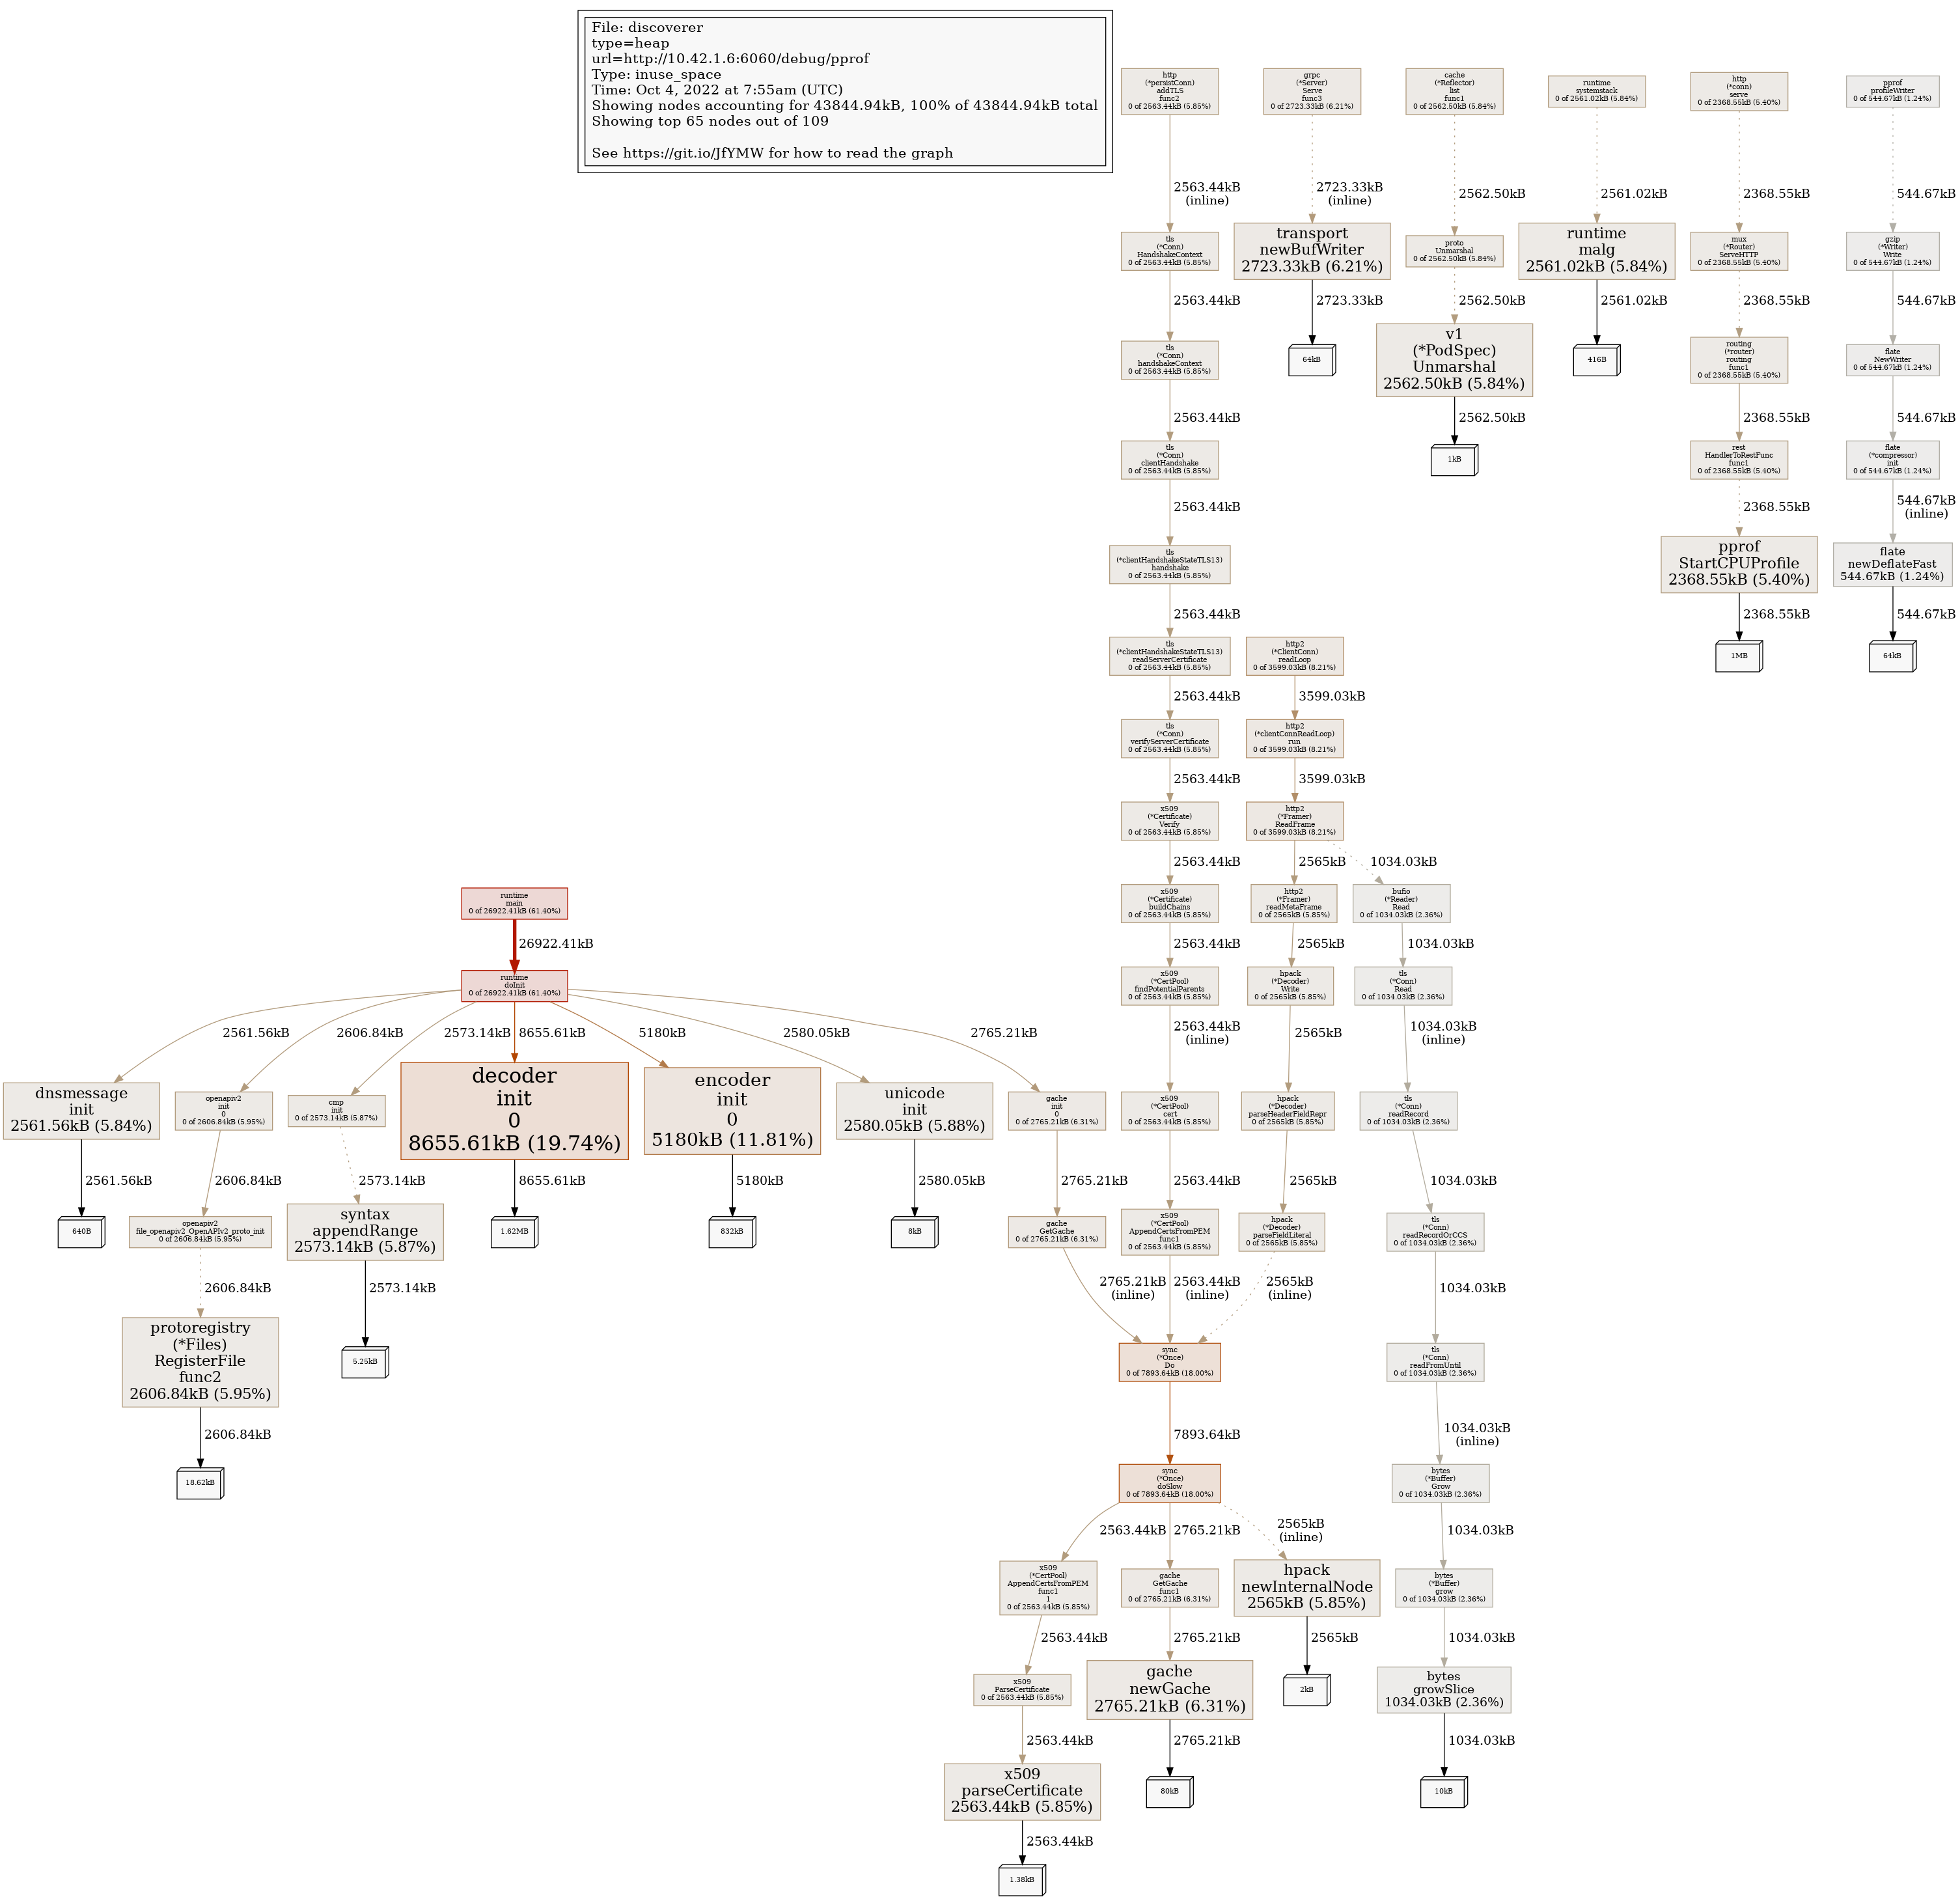 File: discoverer
type=heap
url=http://10.42.1.6:6060/debug/pprof
Type: inuse_space
Time: Oct 4, 2022 at 7:55am (UTC)
Showing nodes accounting for 43844.94kB, 100% of 43844.94kB total
Showing top 65 nodes out of 109
See https://git.io/JfYMW for how to read the graph
http
(*persistConn)
addTLS
func2
0 of 2563.44kB (5.85%)
2563.44kB
(inline)
tls
(*Conn)
HandshakeContext
0 of 2563.44kB (5.85%)
2563.44kB
tls
(*Conn)
handshakeContext
0 of 2563.44kB (5.85%)
2563.44kB
tls
(*Conn)
clientHandshake
0 of 2563.44kB (5.85%)
2563.44kB
tls
(*clientHandshakeStateTLS13)
handshake
0 of 2563.44kB (5.85%)
2563.44kB
tls
(*clientHandshakeStateTLS13)
readServerCertificate
0 of 2563.44kB (5.85%)
2563.44kB
tls
(*Conn)
verifyServerCertificate
0 of 2563.44kB (5.85%)
2563.44kB
x509
(*Certificate)
Verify
0 of 2563.44kB (5.85%)
2563.44kB
x509
(*Certificate)
buildChains
0 of 2563.44kB (5.85%)
2563.44kB
x509
(*CertPool)
findPotentialParents
0 of 2563.44kB (5.85%)
2563.44kB
(inline)
x509
(*CertPool)
cert
0 of 2563.44kB (5.85%)
2563.44kB
x509
(*CertPool)
AppendCertsFromPEM
func1
0 of 2563.44kB (5.85%)
2563.44kB
(inline)
grpc
(*Server)
Serve
func3
0 of 2723.33kB (6.21%)
2723.33kB
(inline)
transport
newBufWriter
2723.33kB (6.21%)
2723.33kB
64kB
cache
(*Reflector)
list
func1
0 of 2562.50kB (5.84%)
2562.50kB
proto
Unmarshal
0 of 2562.50kB (5.84%)
2562.50kB
v1
(*PodSpec)
Unmarshal
2562.50kB (5.84%)
2562.50kB
1kB
runtime
systemstack
0 of 2561.02kB (5.84%)
2561.02kB
runtime
malg
2561.02kB (5.84%)
2561.02kB
416B
http
(*conn)
serve
0 of 2368.55kB (5.40%)
2368.55kB
mux
(*Router)
ServeHTTP
0 of 2368.55kB (5.40%)
2368.55kB
routing
(*router)
routing
func1
0 of 2368.55kB (5.40%)
2368.55kB
rest
HandlerToRestFunc
func1
0 of 2368.55kB (5.40%)
2368.55kB
pprof
StartCPUProfile
2368.55kB (5.40%)
2368.55kB
1MB
pprof
profileWriter
0 of 544.67kB (1.24%)
544.67kB
gzip
(*Writer)
Write
0 of 544.67kB (1.24%)
544.67kB
flate
NewWriter
0 of 544.67kB (1.24%)
544.67kB
flate
(*compressor)
init
0 of 544.67kB (1.24%)
544.67kB
(inline)
flate
newDeflateFast
544.67kB (1.24%)
544.67kB
64kB
http2
(*ClientConn)
readLoop
0 of 3599.03kB (8.21%)
3599.03kB
http2
(*clientConnReadLoop)
run
0 of 3599.03kB (8.21%)
3599.03kB
http2
(*Framer)
ReadFrame
0 of 3599.03kB (8.21%)
2565kB
1034.03kB
http2
(*Framer)
readMetaFrame
0 of 2565kB (5.85%)
2565kB
hpack
(*Decoder)
Write
0 of 2565kB (5.85%)
2565kB
hpack
(*Decoder)
parseHeaderFieldRepr
0 of 2565kB (5.85%)
2565kB
hpack
(*Decoder)
parseFieldLiteral
0 of 2565kB (5.85%)
2565kB
(inline)
bufio
(*Reader)
Read
0 of 1034.03kB (2.36%)
1034.03kB
tls
(*Conn)
Read
0 of 1034.03kB (2.36%)
1034.03kB
(inline)
tls
(*Conn)
readRecord
0 of 1034.03kB (2.36%)
1034.03kB
tls
(*Conn)
readRecordOrCCS
0 of 1034.03kB (2.36%)
1034.03kB
tls
(*Conn)
readFromUntil
0 of 1034.03kB (2.36%)
1034.03kB
(inline)
bytes
(*Buffer)
Grow
0 of 1034.03kB (2.36%)
1034.03kB
bytes
(*Buffer)
grow
0 of 1034.03kB (2.36%)
1034.03kB
bytes
growSlice
1034.03kB (2.36%)
1034.03kB
10kB
runtime
main
0 of 26922.41kB (61.40%)
26922.41kB
runtime
doInit
0 of 26922.41kB (61.40%)
2561.56kB
2606.84kB
2573.14kB
8655.61kB
5180kB
2580.05kB
2765.21kB
dnsmessage
init
2561.56kB (5.84%)
2561.56kB
640B
openapiv2
init
0
0 of 2606.84kB (5.95%)
2606.84kB
openapiv2
file_openapiv2_OpenAPIv2_proto_init
0 of 2606.84kB (5.95%)
2606.84kB
protoregistry
(*Files)
RegisterFile
func2
2606.84kB (5.95%)
2606.84kB
18.62kB
cmp
init
0 of 2573.14kB (5.87%)
2573.14kB
syntax
appendRange
2573.14kB (5.87%)
2573.14kB
5.25kB
decoder
init
0
8655.61kB (19.74%)
8655.61kB
1.62MB
encoder
init
0
5180kB (11.81%)
5180kB
832kB
unicode
init
2580.05kB (5.88%)
2580.05kB
8kB
gache
init
0
0 of 2765.21kB (6.31%)
2765.21kB
gache
GetGache
0 of 2765.21kB (6.31%)
2765.21kB
(inline)
sync
(*Once)
Do
0 of 7893.64kB (18.00%)
7893.64kB
sync
(*Once)
doSlow
0 of 7893.64kB (18.00%)
2563.44kB
2765.21kB
2565kB
(inline)
x509
(*CertPool)
AppendCertsFromPEM
func1
1
0 of 2563.44kB (5.85%)
2563.44kB
x509
ParseCertificate
0 of 2563.44kB (5.85%)
2563.44kB
x509
parseCertificate
2563.44kB (5.85%)
2563.44kB
1.38kB
gache
GetGache
func1
0 of 2765.21kB (6.31%)
2765.21kB
gache
newGache
2765.21kB (6.31%)
2765.21kB
80kB
hpack
newInternalNode
2565kB (5.85%)
2565kB
2kB